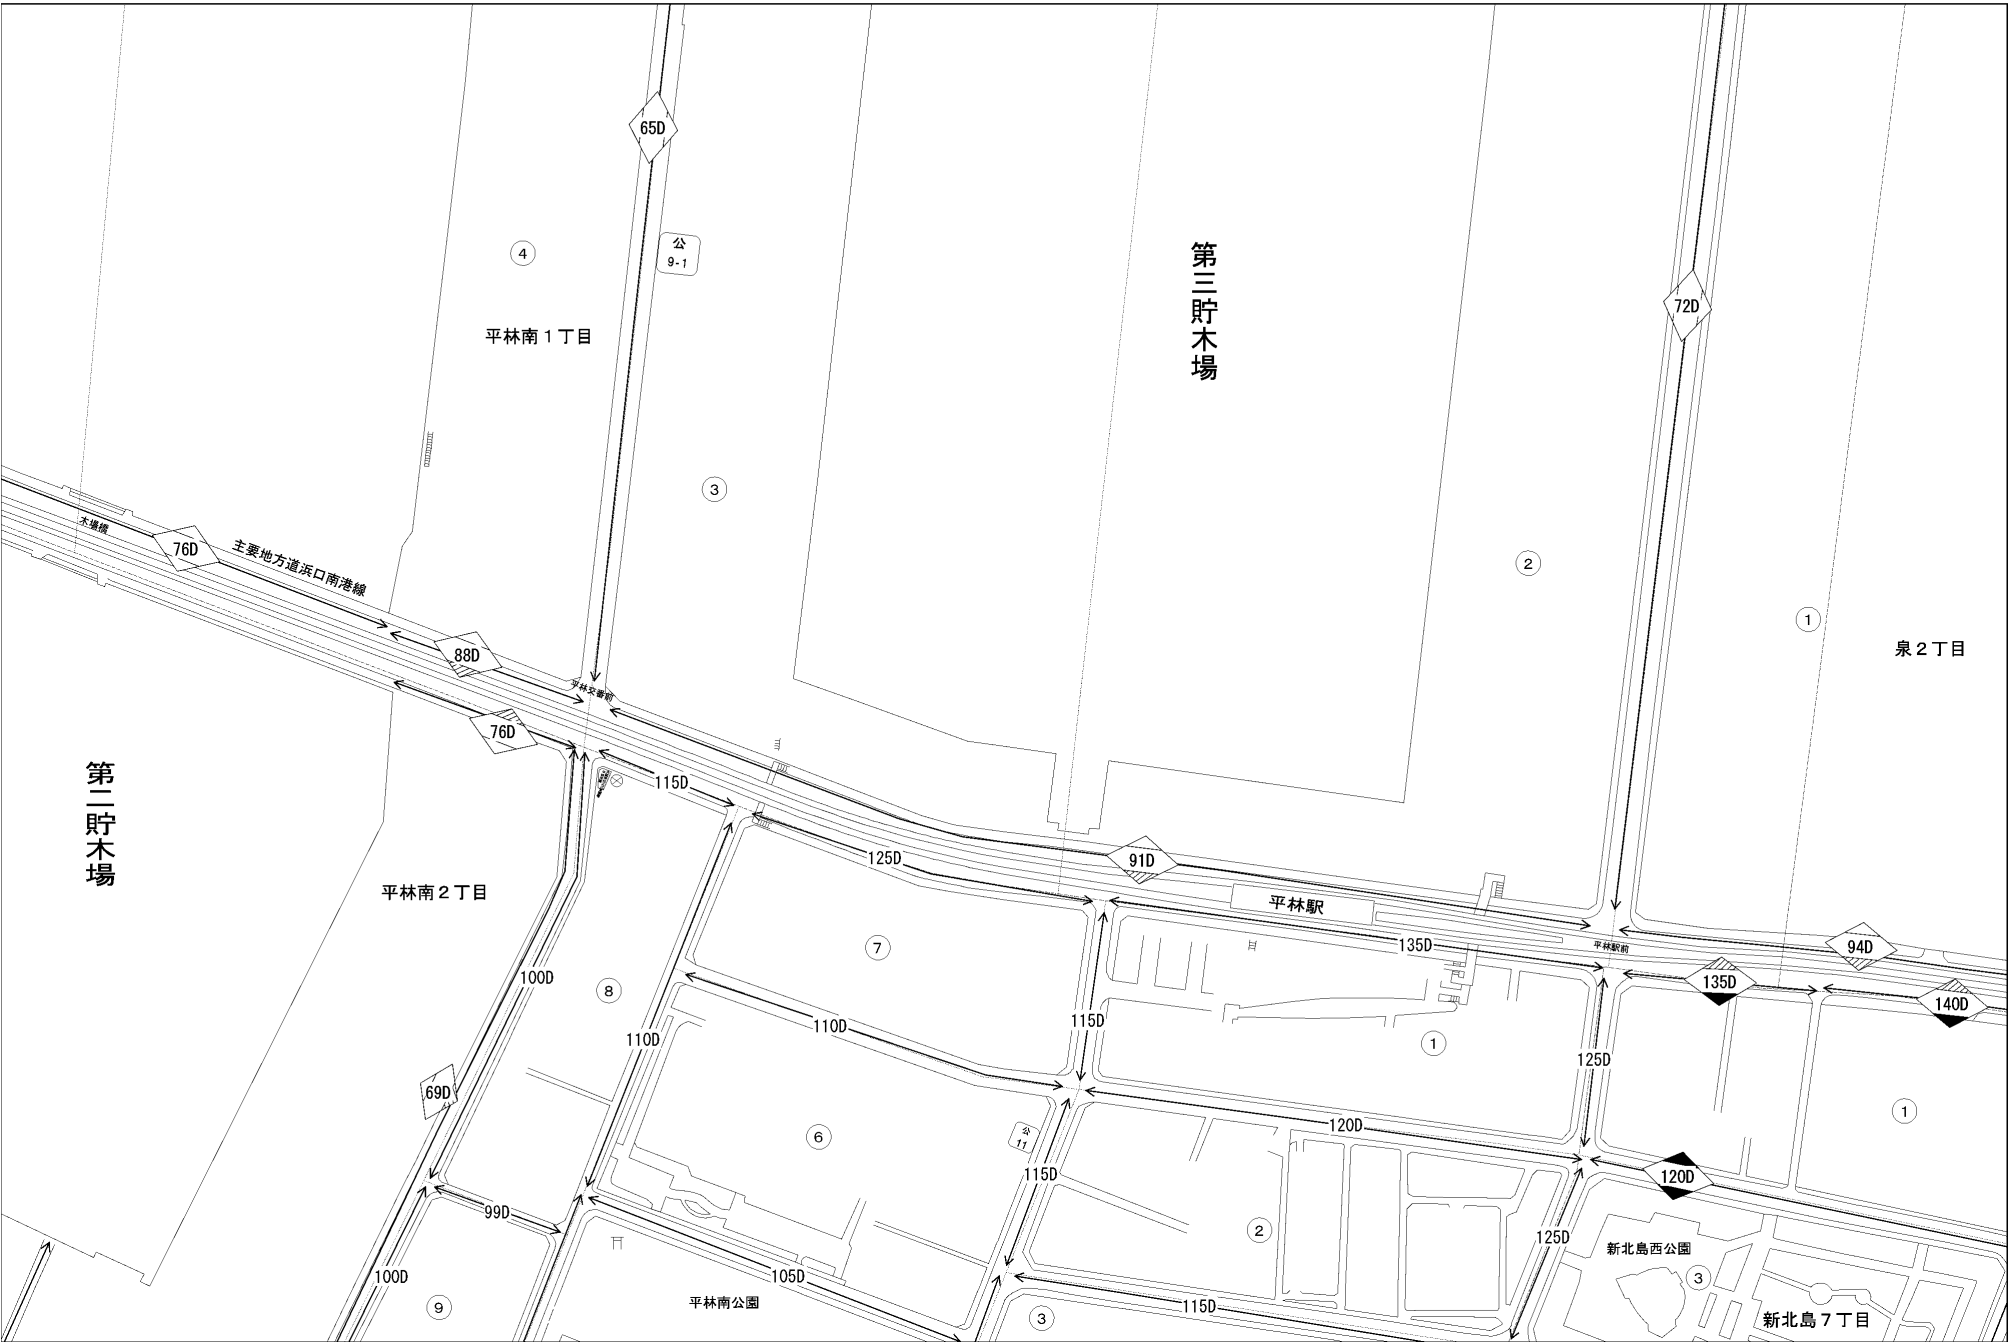 65D
公
9-1
④
平林南１丁目
第三貯木場
72D
③
木場橋
76D
主要地方道浜口南港線
②
①
泉２丁目
88D
平林交番前
76D
115D
第二貯木場
平林南２丁目
125D
91D
平林駅
135D
平林駅前
94D
135D
140D
⑦
100D
⑧
110D
110D
115D
①
125D
69D
⑥
公
11
120D
①
115D
120D
99D
②
125D
新北島西公園
100D
105D
③
⑨
平林南公園
115D
③
新北島７丁目